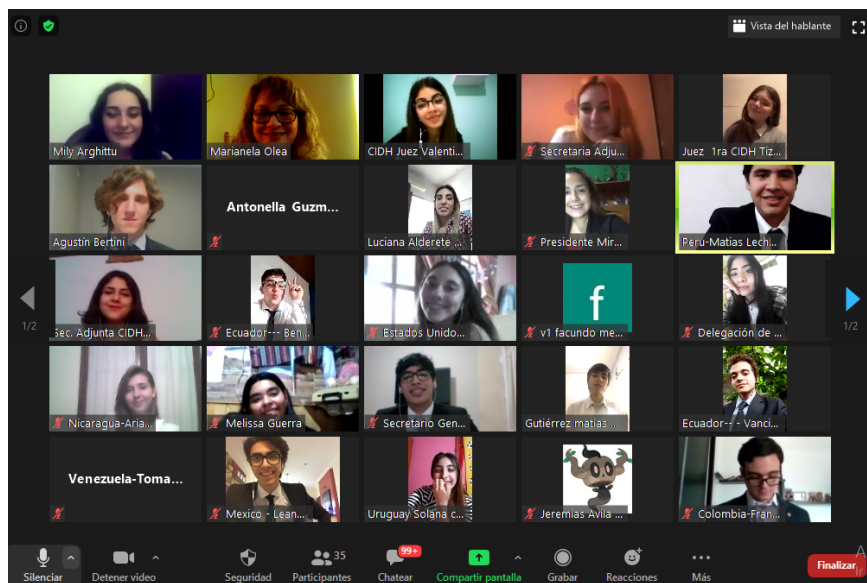 Vista del hablante
Mily Arghittu
Marianela Olea
CIDH Juez Valenti...
Secretaria Adju...
Juez 1ra CIDH Tiz...
Agustín Bertini
Antonella Guzm...
Luciana Alderete ...
Presidente Mir...
Peru-Matias Lech...
1/2
Sec. Adjunta CIDH...
Ecuador--- Ben...
Estados Unido...
f
v1 facundo me...
Delegación de ...
1/2
Nicaragua-Aria...
Melissa Guerra
Secretario Gen...
Gutiérrez matias ...
Ecuador-- - Vanci...
Venezuela-Toma...
Mexico - Lean...
Uruguay Solana c...
Jeremías Avila ...
Colombia-Fran...
Silenciar
Detener video
Seguridad
35
Participantes
99+
Chatear
Compartir pantalla
Grabar
Reacciones
Más
Finalizar